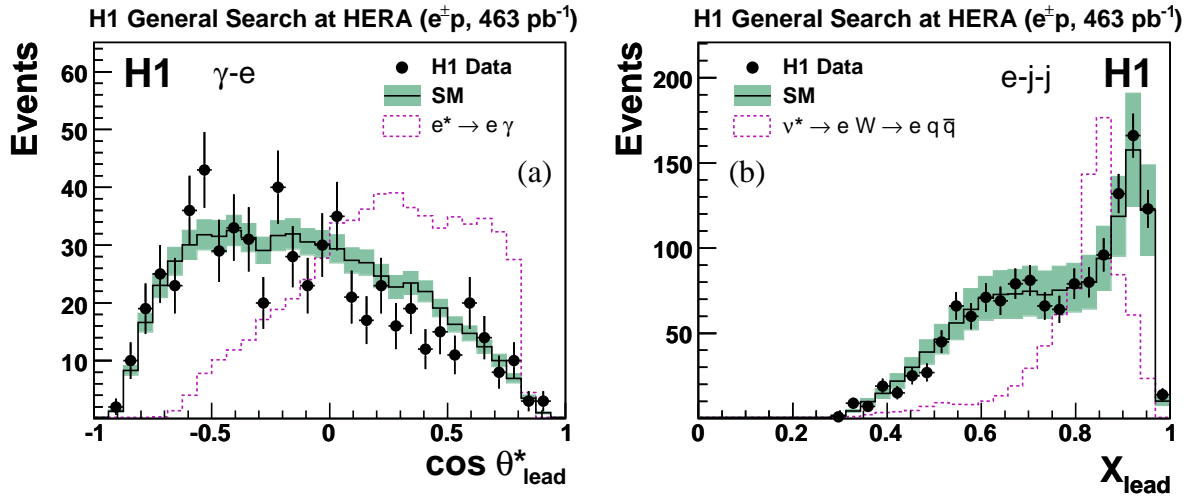 H1 General Search at HERA (e±p, 463 pb-1)
Events
60
50
40
30
20
10
H1
γ-e
H1 Data
SM
e* → e γ
(a)
-1
-0.5
0
0.5
1
cos θ*lead
H1 General Search at HERA (e±p, 463 pb-1)
Events
200
150
100
50
0
e-j-j
H1
H1 Data
SM
ν* → e W → e q q̅
(b)
0
0.2
0.4
0.6
0.8
1
Xlead